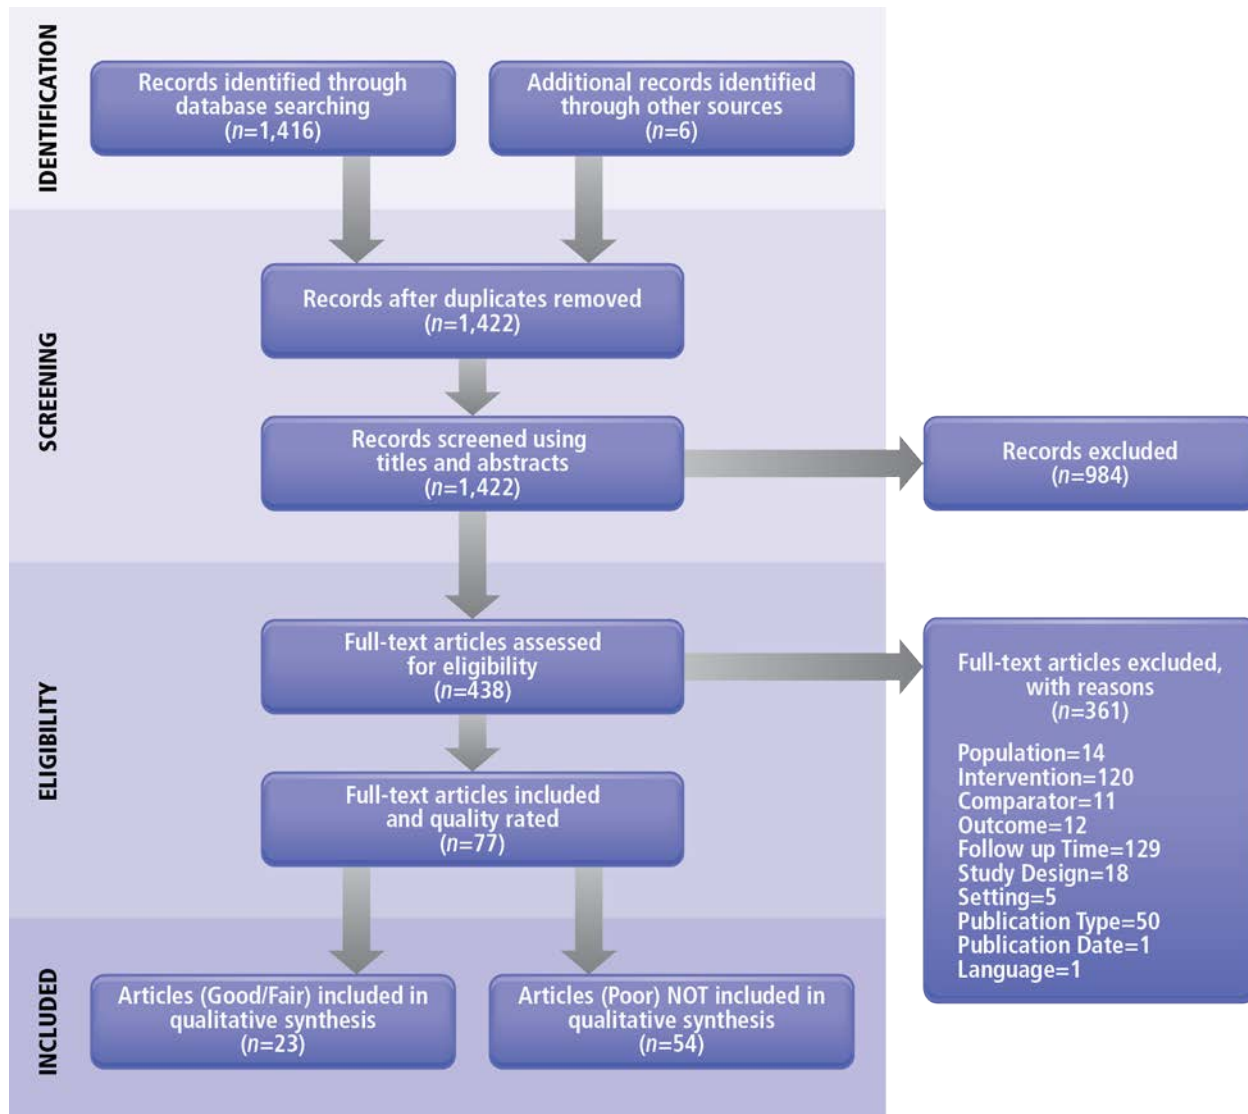 IDENTIFICATION
Records identified through
database searching
(n=1,416)
Additional records identified
through other sources
(n=6)
SCREENING
Records after duplicates removed
(n=1,422)
Records screened using
titles and abstracts
(n=1,422)
Records excluded
(n=984)
ELIGIBILITY
Full-text articles assessed
for eligibility
(n=438)
Full-text articles excluded,
with reasons
(n=361)
Population=14
Intervention=120
Comparator=11
Outcome=12
Follow up Time=129
Study Design=18
Setting=5
Publication Type=50
Publication Date=1
Language=1
Full-text articles included
and quality rated
(n=77)
INCLUDED
Articles (Good/Fair) included in
qualitative synthesis
(n=23)
Articles (Poor) NOT included in
qualitative synthesis
(n=54)